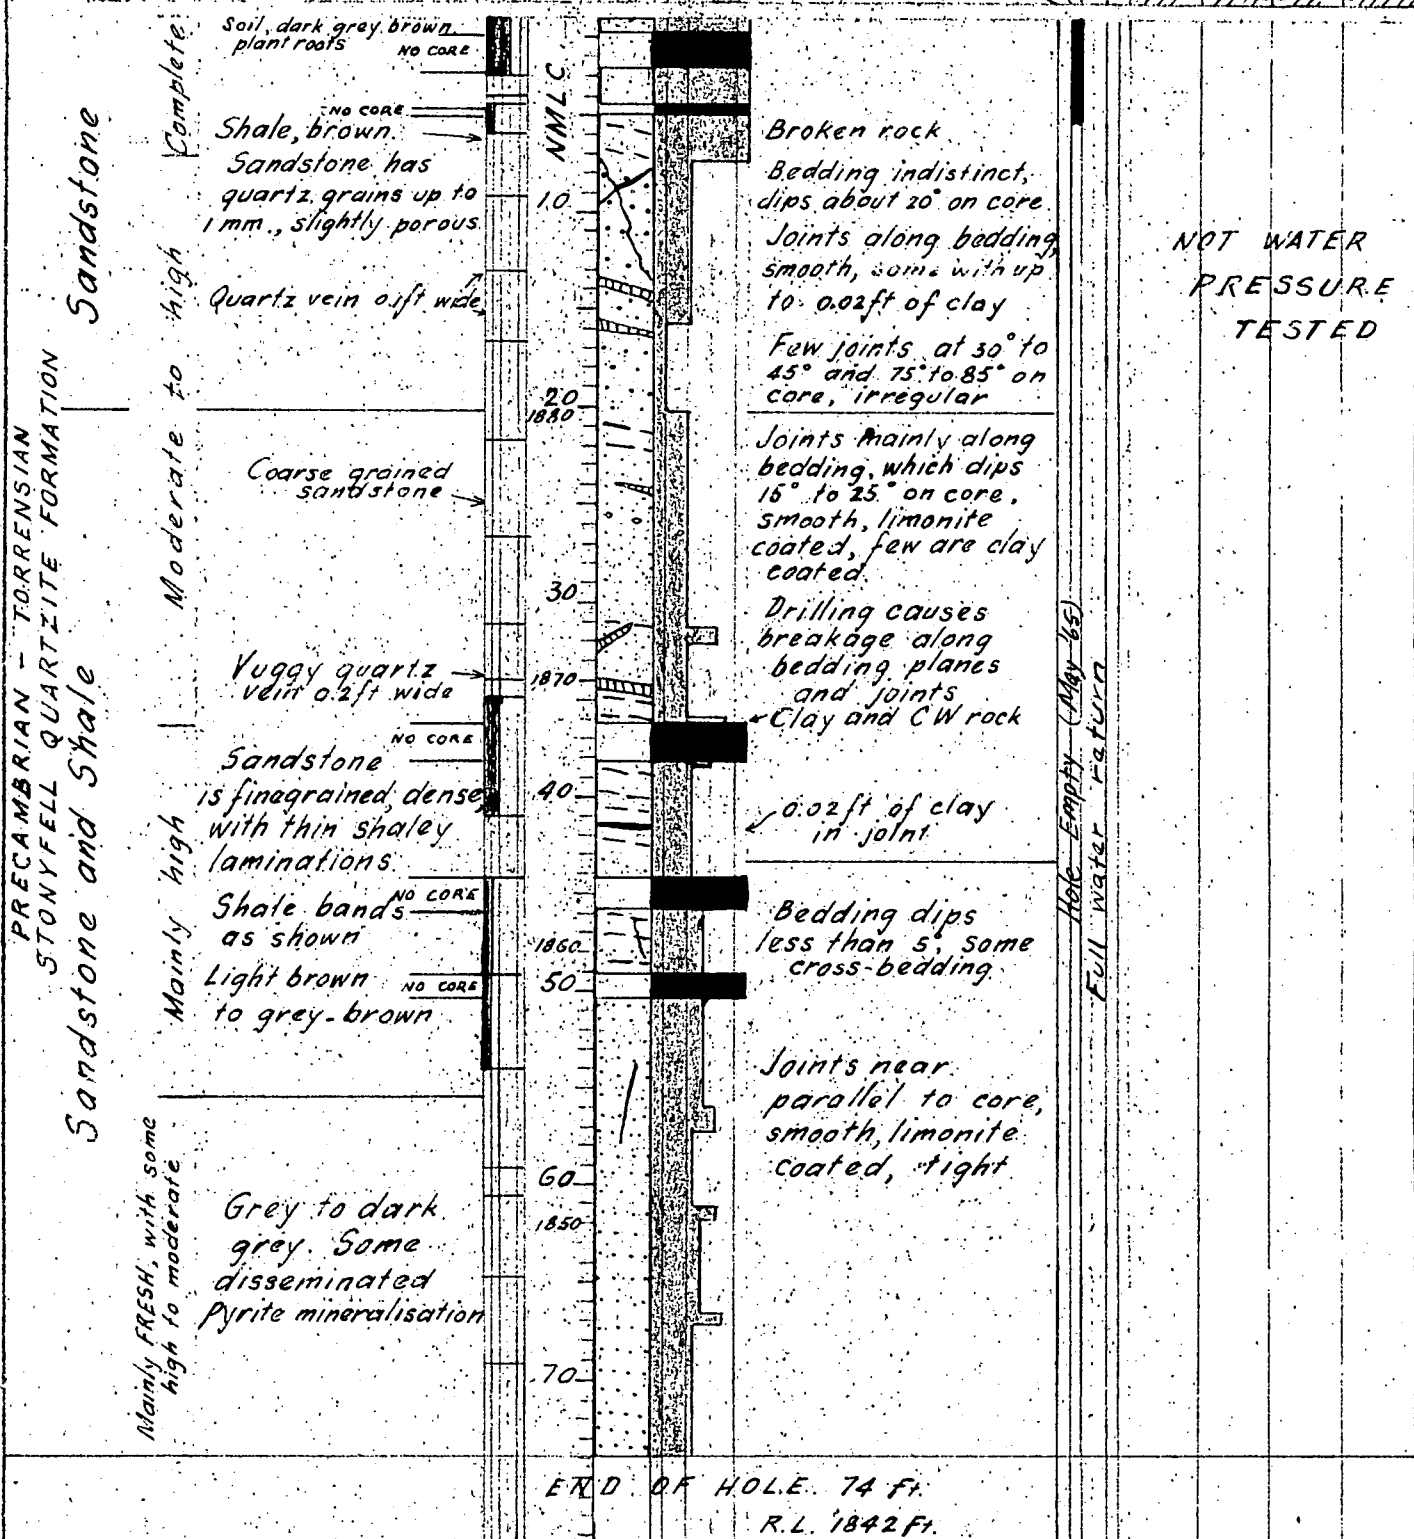 PRECAMBRIAN - TORRENSIAN
STONYFELL QUARTZITE FORMATION
Sandstone
Sandstone and Shale
Complete
Moderate to high
Mainly high
Mainly FRESH, with some
high to moderate
Soil, dark grey brown
plant roots
NO CORE
NO CORE
Shale, brown
Sandstone has
quartz grains up to
1 mm., slightly porous
Quartz vein 0.1ft wide
Coarse grained
sandstone
Vuggy quartz
vein 0.2ft wide
NO CORE
Sandstone
is finegrained, dense,
with thin shaley
laminations.
NO CORE
Shale bands
as shown
Light brown
NO CORE
to grey-brown
Grey to dark
grey. Some
disseminated
Pyrite mineralisation
NMLC
10
20
1880
30
1870
40
1860
50
60
1850
70
Broken rock
Bedding indistinct,
dips about 20° on core.
Joints along bedding,
smooth, some with up
to 0.02ft of clay
Few joints at 30° to
45° and 75° to 85° on
core, irregular
Joints mainly along
bedding, which dips
15° to 25° on core,
smooth, limonite
coated, few are clay
coated.
Drilling causes
breakage along
bedding planes
and joints
Clay and CW rock
0.02ft of clay
in joint
Bedding dips
less than 5°, some
cross-bedding
Joints near
parallel to core,
smooth, limonite
coated, tight
Hole Empty (May '65)
Full water return
NOT WATER
PRESSURE
TESTED
END OF HOLE 74 ft.
R.L. 1842 Ft.